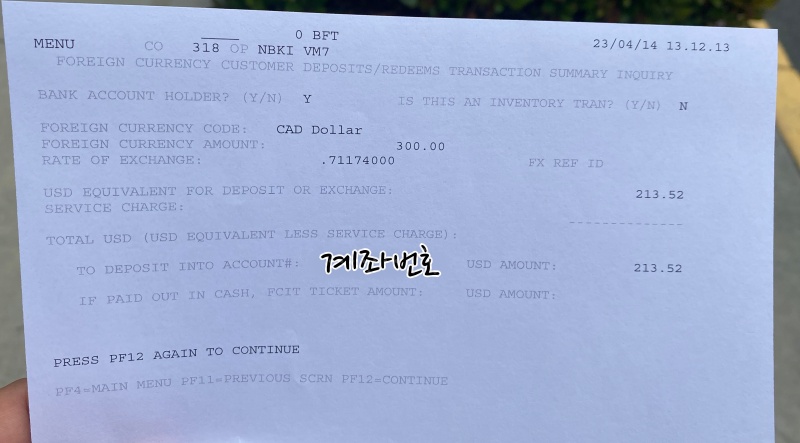 0 BFT
MENU CO 318 OP NBKI VM7 23/04/14 13.12.13
FOREIGN CURRENCY CUSTOMER DEPOSITS/REDEEMS TRANSACTION SUMMARY INQUIRY
BANK ACCOUNT HOLDER? (Y/N) Y IS THIS AN INVENTORY TRAN? (Y/N) N
FOREIGN CURRENCY CODE: CAD Dollar
FOREIGN CURRENCY AMOUNT: 300.00
RATE OF EXCHANGE: .71174000 FX REF ID
USD EQUIVALENT FOR DEPOSIT OR EXCHANGE: 213.52
SERVICE CHARGE:
TOTAL USD (USD EQUIVALENT LESS SERVICE CHARGE):
TO DEPOSIT INTO ACCOUNT#: 계좌번호 USD AMOUNT: 213.52
IF PAID OUT IN CASH, FCIT TICKET AMOUNT: USD AMOUNT:
PRESS PF12 AGAIN TO CONTINUE
PF4=MAIN MENU PF11=PREVIOUS SCRN PF12=CONTINUE